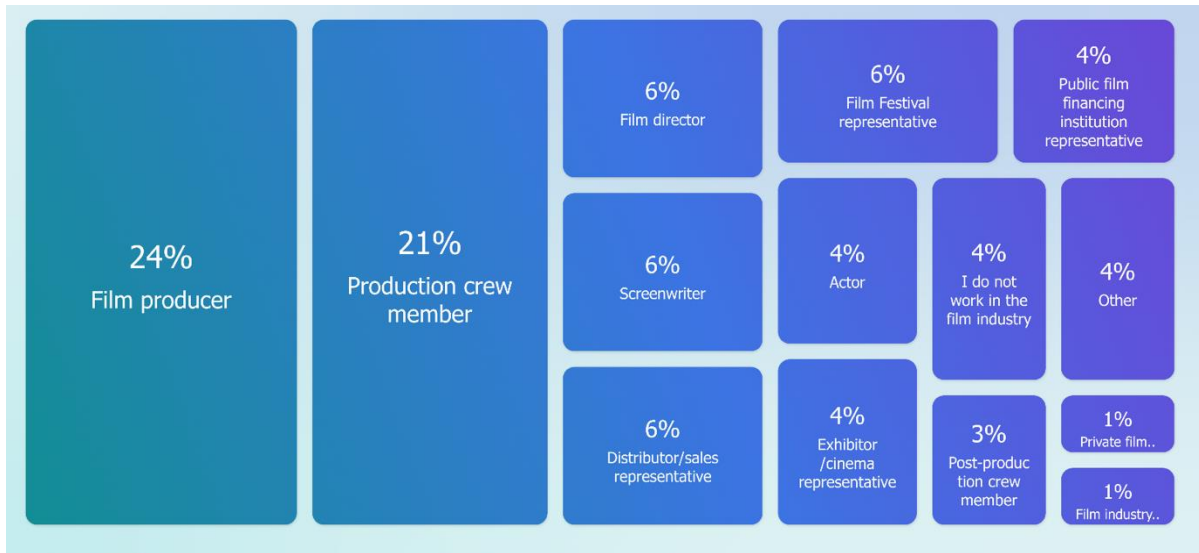 24%
Film producer
21%
Production crew
member
6%
Film director
6%
Screenwriter
6%
Distributor/sales
representative
6%
Film Festival
representative
4%
Public film
financing
institution
representative
4%
Actor
4%
I do not
work in the
film industry
4%
Other
4%
Exhibitor
/cinema
representative
3%
Post-produc
tion crew
member
1%
Private film..
1%
Film industry..